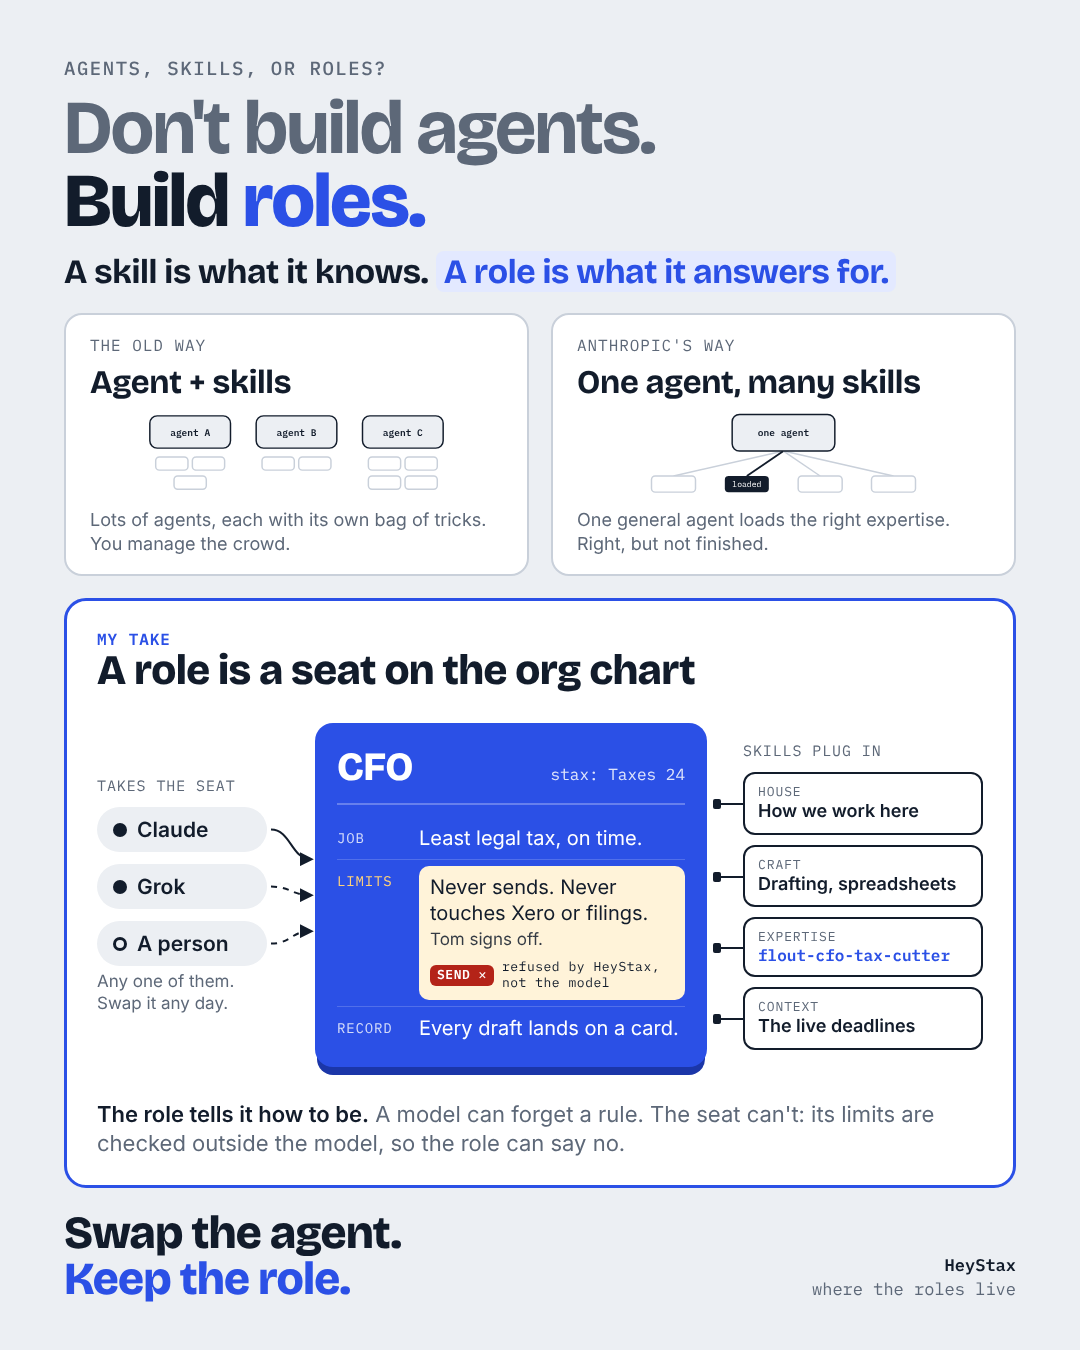 AGENTS, SKILLS, OR ROLES?
Don't build agents.
Build roles.
A skill is what it knows. A role is what it answers for.
THE OLD WAY
Agent + skills
agent A
agent B
agent C
Lots of agents, each with its own bag of tricks.
You manage the crowd.
ANTHROPIC'S WAY
One agent, many skills
one agent
loaded
One general agent loads the right expertise.
Right, but not finished.
MY TAKE
A role is a seat on the org chart
TAKES THE SEAT
Claude
Grok
A person
Any one of them.
Swap it any day.
CFO
stax: Taxes 24
JOB
Least legal tax, on time.
LIMITS
Never sends. Never
touches Xero or filings.
Tom signs off.
SEND ×
refused by HeyStax,
not the model
RECORD
Every draft lands on a card.
SKILLS PLUG IN
HOUSE
How we work here
CRAFT
Drafting, spreadsheets
EXPERTISE
flout-cfo-tax-cutter
CONTEXT
The live deadlines
The role tells it how to be. A model can forget a rule. The seat can't: its limits are
checked outside the model, so the role can say no.
Swap the agent.
Keep the role.
HeyStax
where the roles live